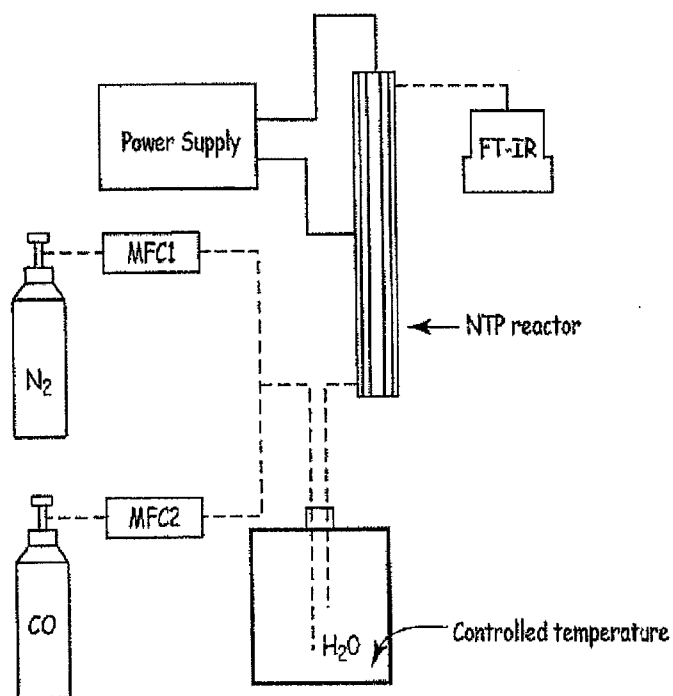 Power Supply
FT-IR
MFC1
NTP reactor
N₂
MFC2
CO
H₂O
Controlled temperature